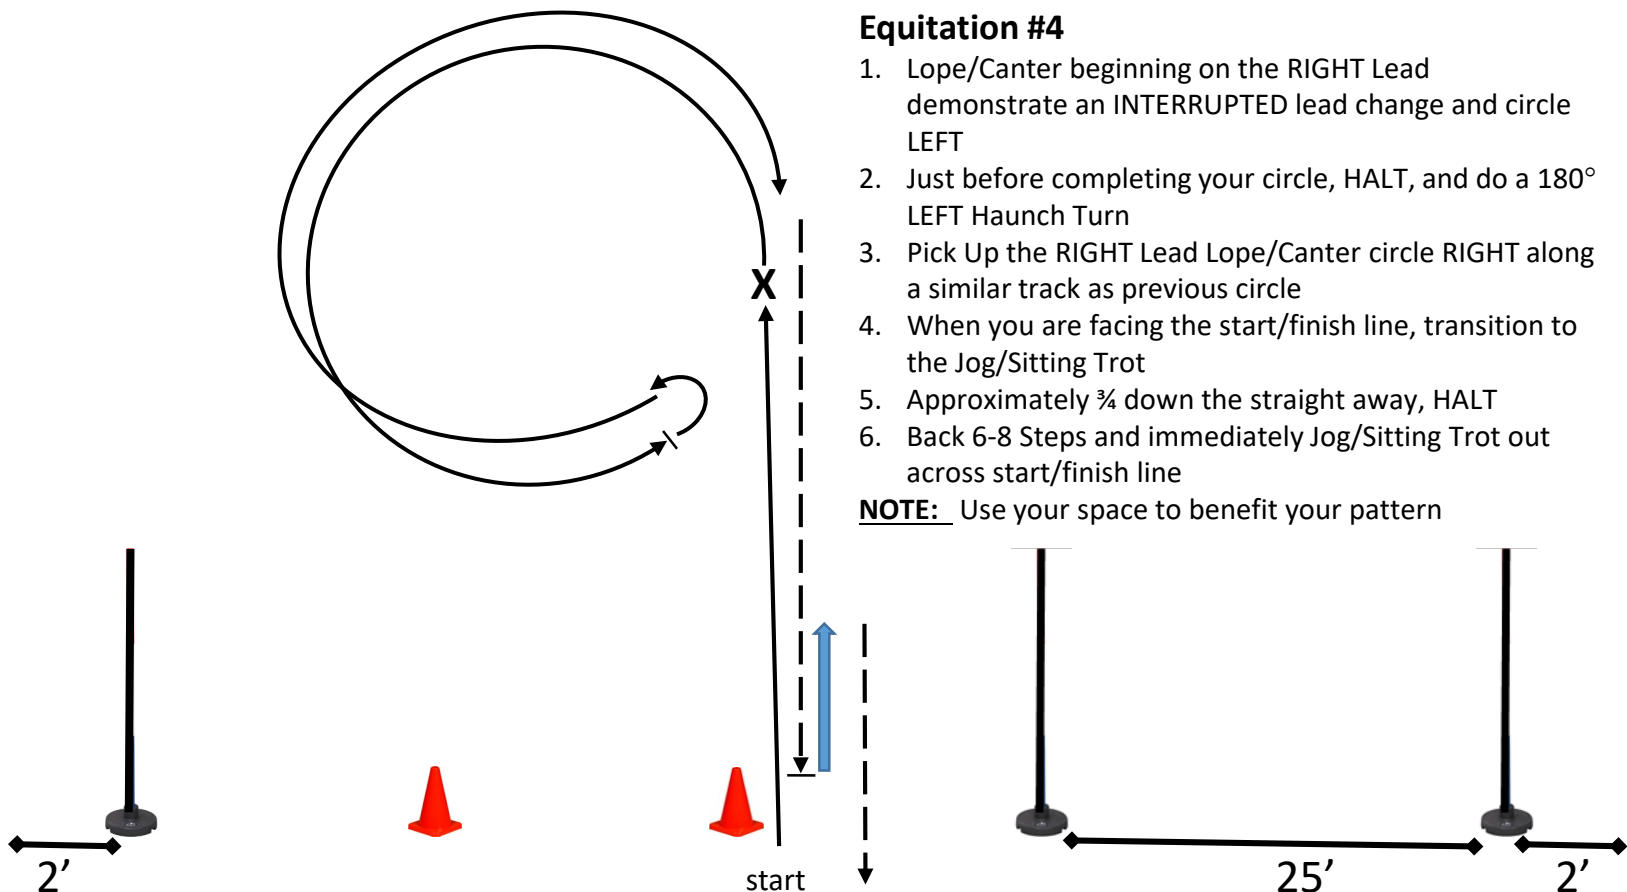 Equitation #4
1. Lope/Canter beginning on the RIGHT Lead
demonstrate an INTERRUPTED lead change and circle
LEFT
2. Just before completing your circle, HALT, and do a 180°
LEFT Haunch Turn
3. Pick Up the RIGHT Lead Lope/Canter circle RIGHT along
a similar track as previous circle
4. When you are facing the start/finish line, transition to
the Jog/Sitting Trot
5. Approximately ¾ down the straight away, HALT
6. Back 6-8 Steps and immediately Jog/Sitting Trot out
across start/finish line
NOTE: Use your space to benefit your pattern
X
2’
start
25’
2’